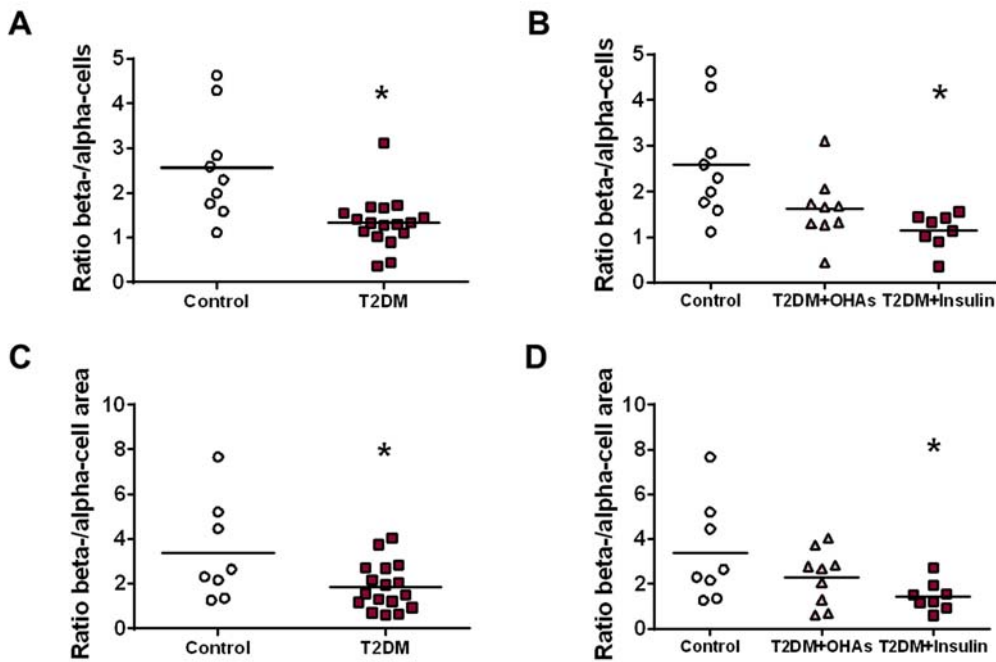 A
Ratio beta-/alpha-cells
5
4
3
2
1
0
*
Control
T2DM
B
Ratio beta-/alpha-cells
5
4
3
2
1
0
*
Control
T2DM+OHAs
T2DM+Insulin
C
Ratio beta-/alpha-cell area
10
8
6
4
2
0
*
Control
T2DM
D
Ratio beta-/alpha-cell area
10
8
6
4
2
0
*
Control
T2DM+OHAs
T2DM+Insulin